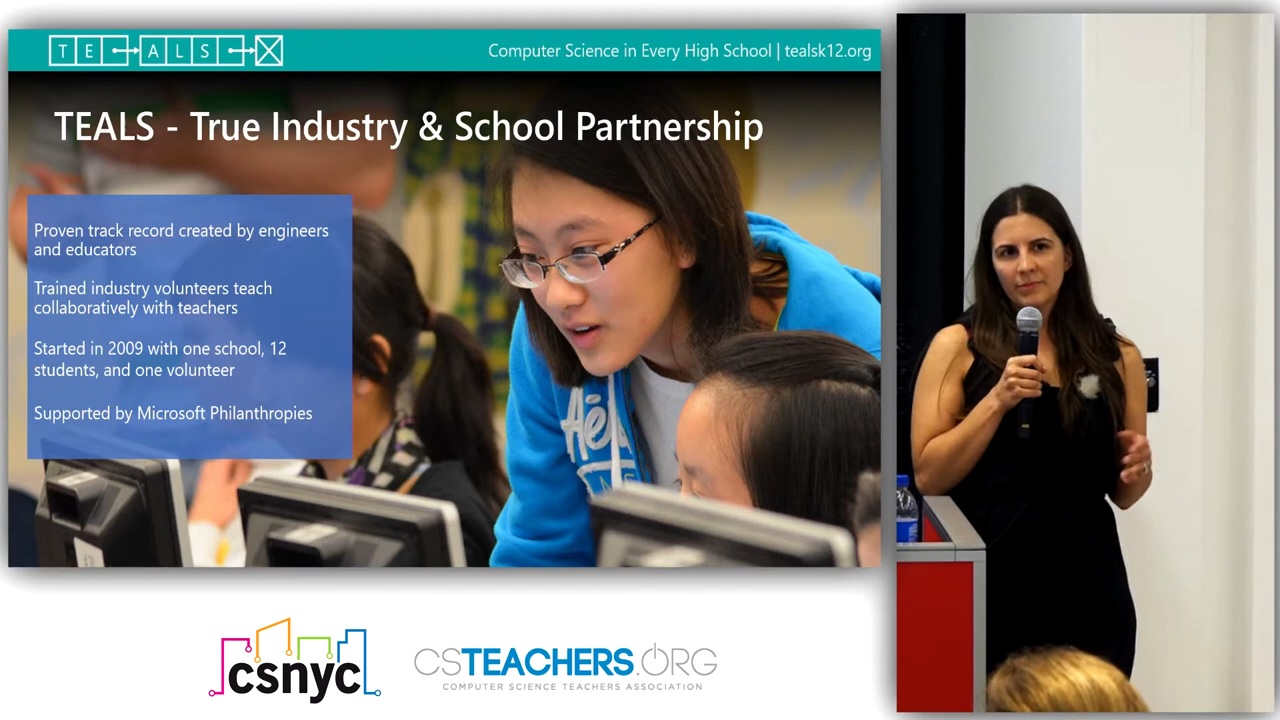 TEALS
Computer Science in Every High School | tealsk12.org
TEALS - True Industry & School Partnership
Proven track record created by engineers
and educators
Trained industry volunteers teach
collaboratively with teachers
Started in 2009 with one school, 12
students, and one volunteer
Supported by Microsoft Philanthropies
csnyc
CSTEACHERS.ORG
COMPUTER SCIENCE TEACHERS ASSOCIATION